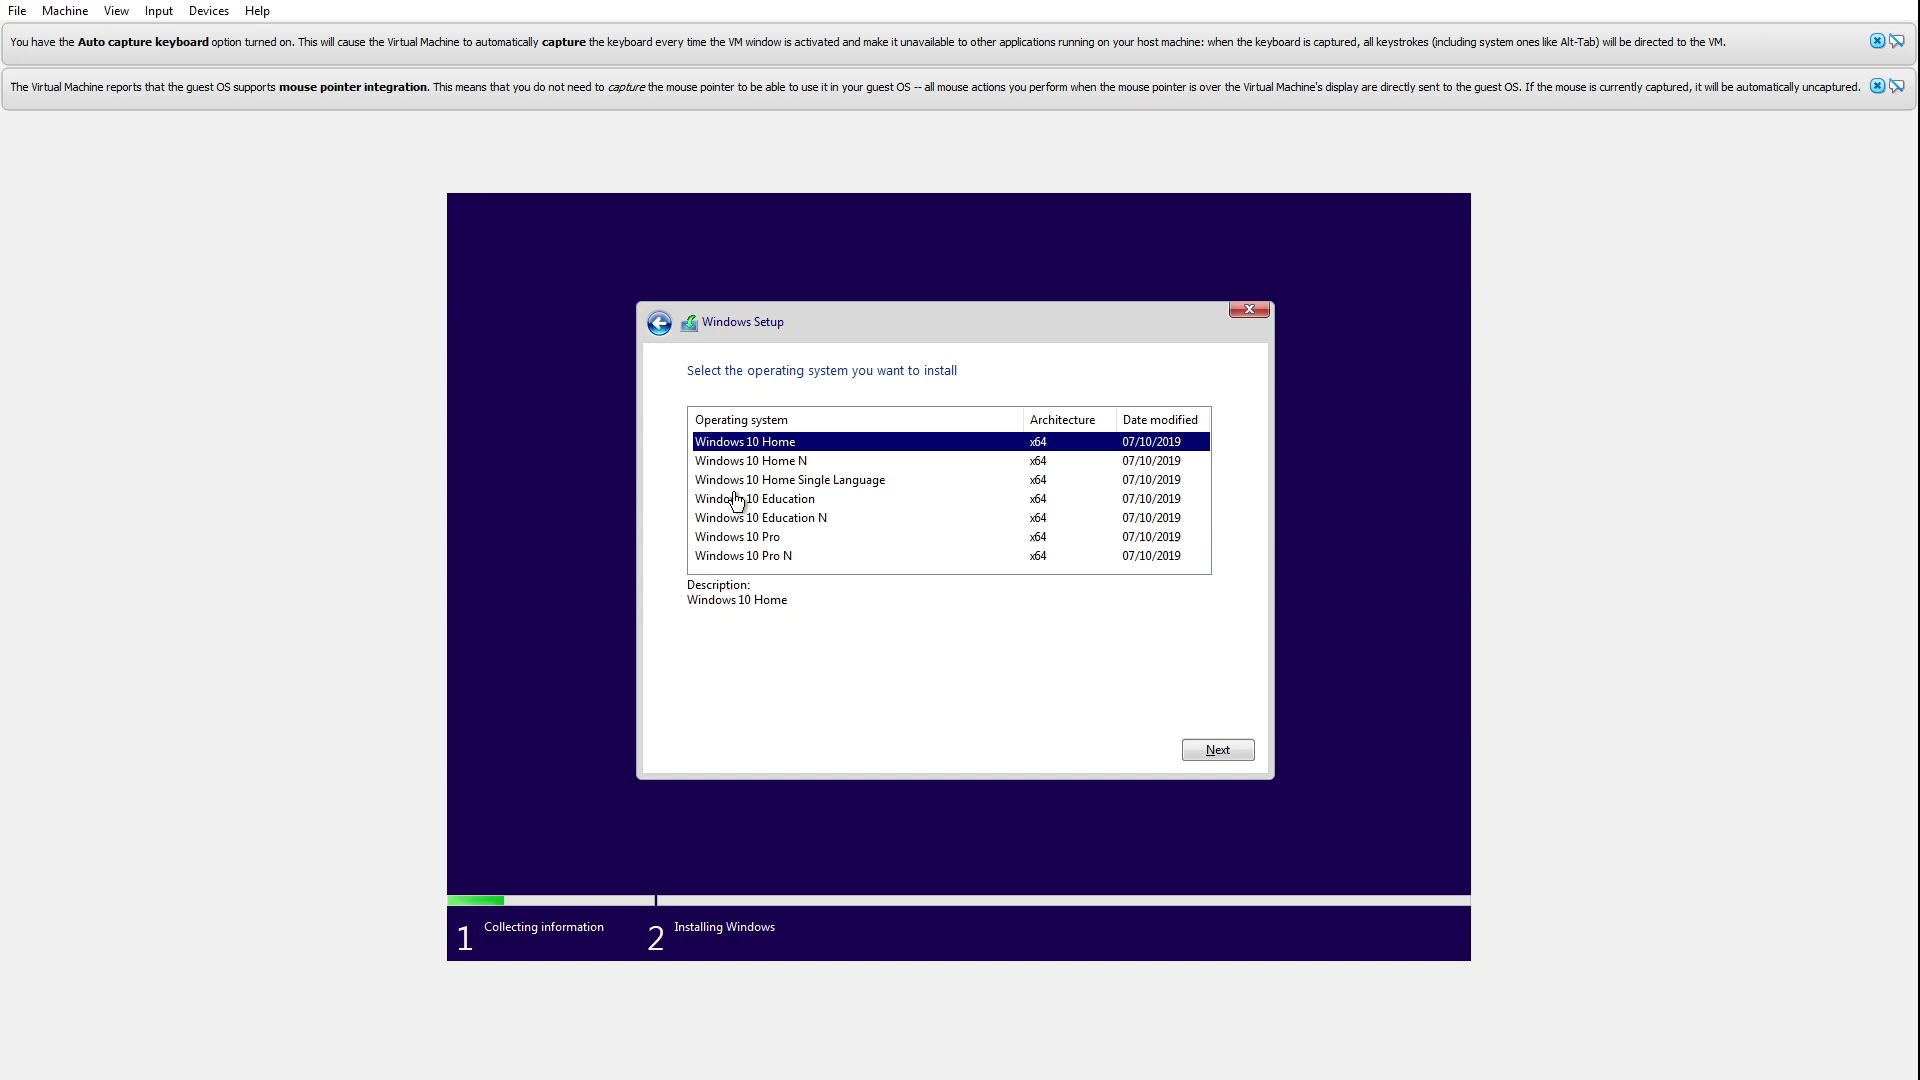 File Machine View Input Devices Help
You have the Auto capture keyboard option turned on. This will cause the Virtual Machine to automatically capture the keyboard every time the VM window is activated and make it unavailable to other applications running on your host machine: when the keyboard is captured, all keystrokes (including system ones like Alt-Tab) will be directed to the VM.
The Virtual Machine reports that the guest OS supports mouse pointer integration. This means that you do not need to capture the mouse pointer to be able to use it in your guest OS -- all mouse actions you perform when the mouse pointer is over the Virtual Machine's display are directly sent to the guest OS. If the mouse is currently captured, it will be automatically uncaptured.
Windows Setup
Select the operating system you want to install
Operating system Architecture Date modified
Windows 10 Home x64 07/10/2019
Windows 10 Home N x64 07/10/2019
Windows 10 Home Single Language x64 07/10/2019
Windows 10 Education x64 07/10/2019
Windows 10 Education N x64 07/10/2019
Windows 10 Pro x64 07/10/2019
Windows 10 Pro N x64 07/10/2019
Description:
Windows 10 Home
Next
1 Collecting information 2 Installing Windows